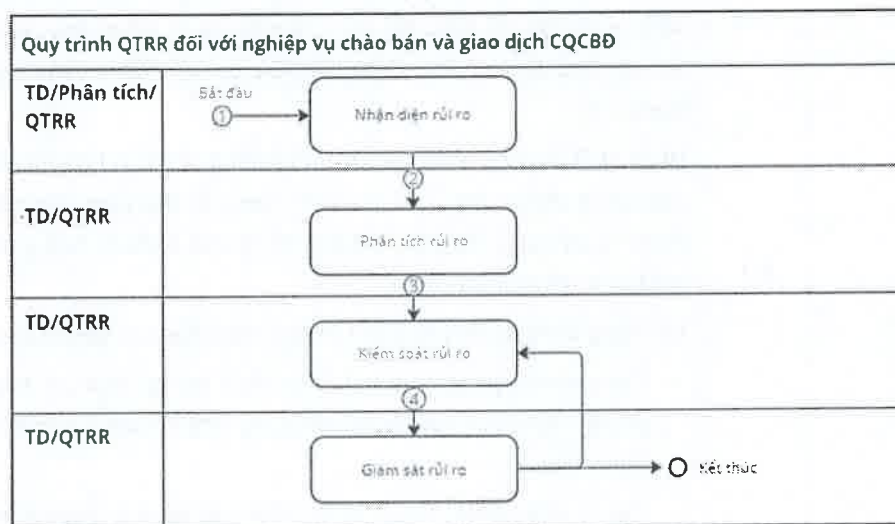 Quy trình QTRR đối với nghiệp vụ chào bán và giao dịch CQCBĐ
TD/Phân tích/
QTRR
Bắt đầu
1
Nhận diện rủi ro
2
TD/QTRR
Phân tích rủi ro
3
TD/QTRR
Kiểm soát rủi ro
4
TD/QTRR
Giám sát rủi ro
Kết thúc